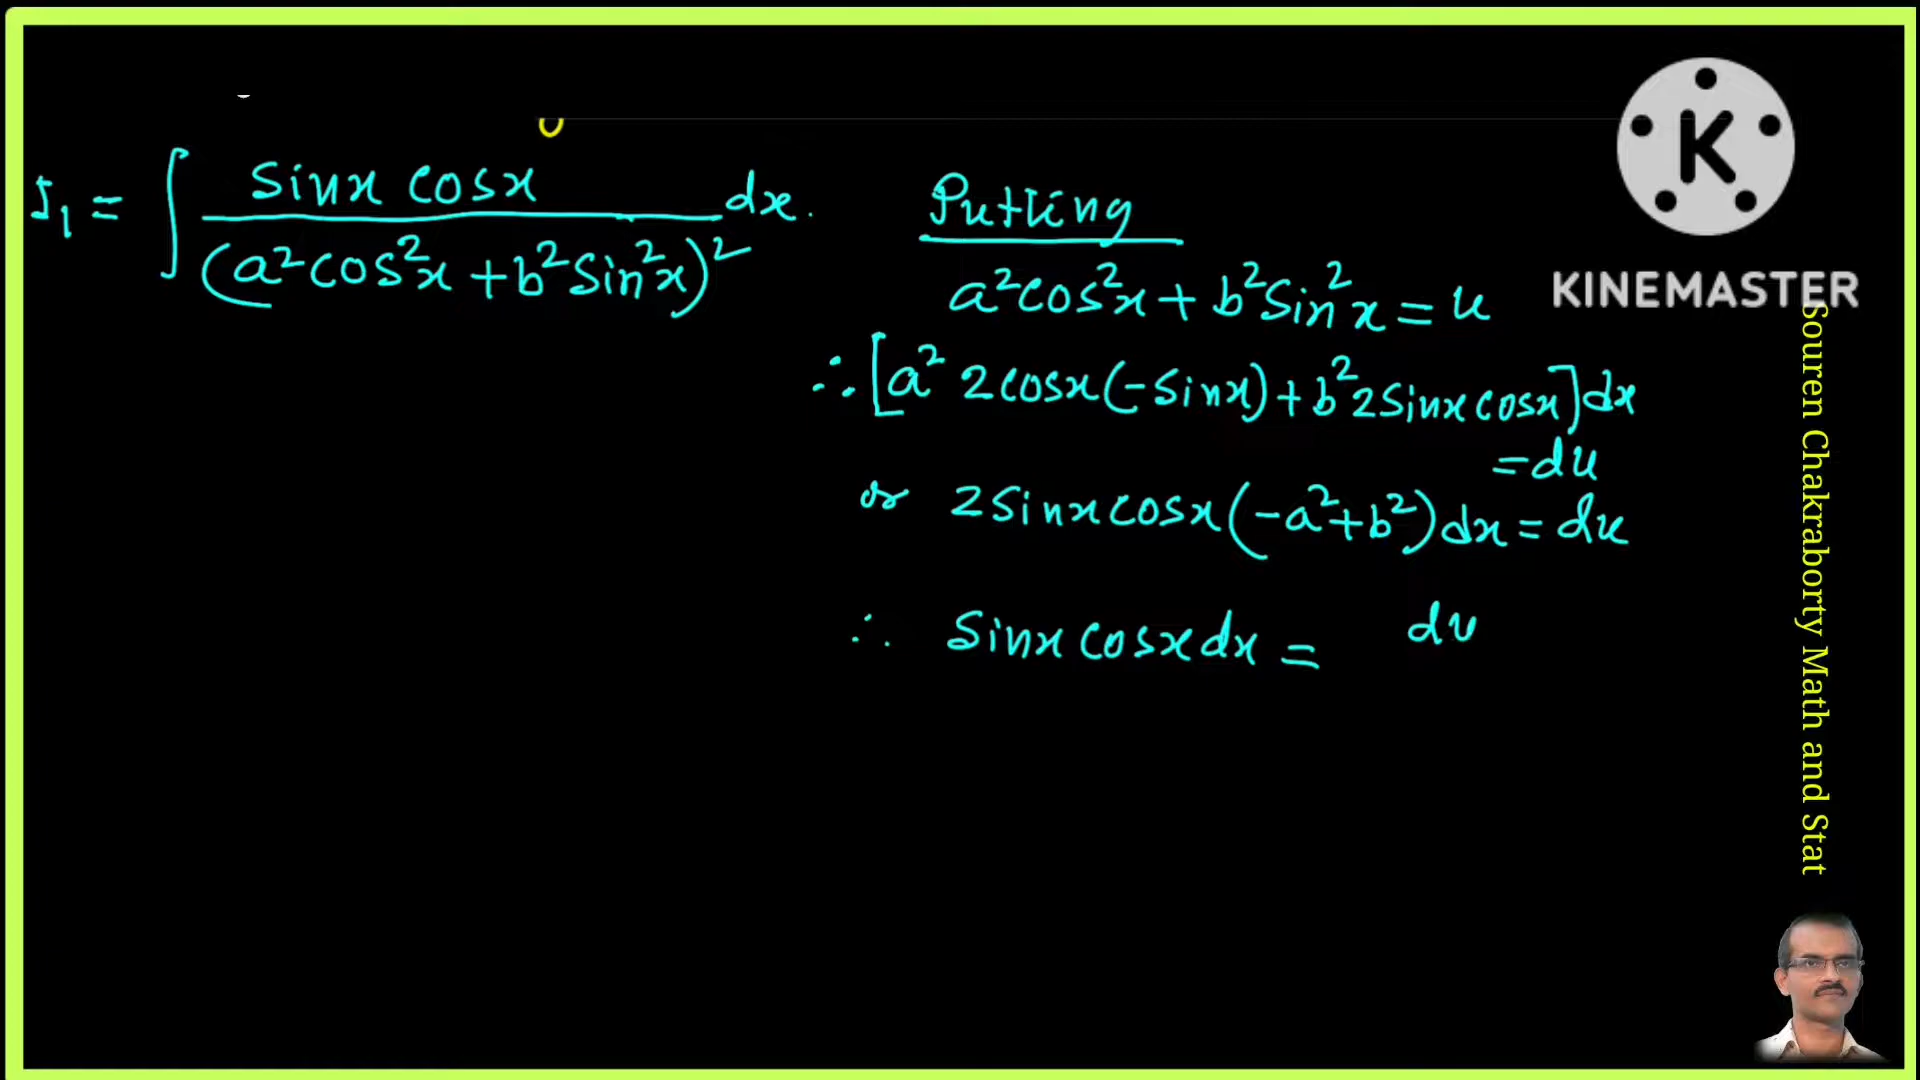 I₁ = ∫ sinx cosx / (a²cos²x + b²sin²x)² dx.
Putting
a²cos²x + b²sin²x = u
∴ [a² 2cosx(-sinx) + b² 2sinx cosx]dx
= du
or 2sinx cosx(-a²+b²)dx = du
∴ sinx cosx dx = du
K
KINEMASTER
Souren Chakraborty Math and Stat